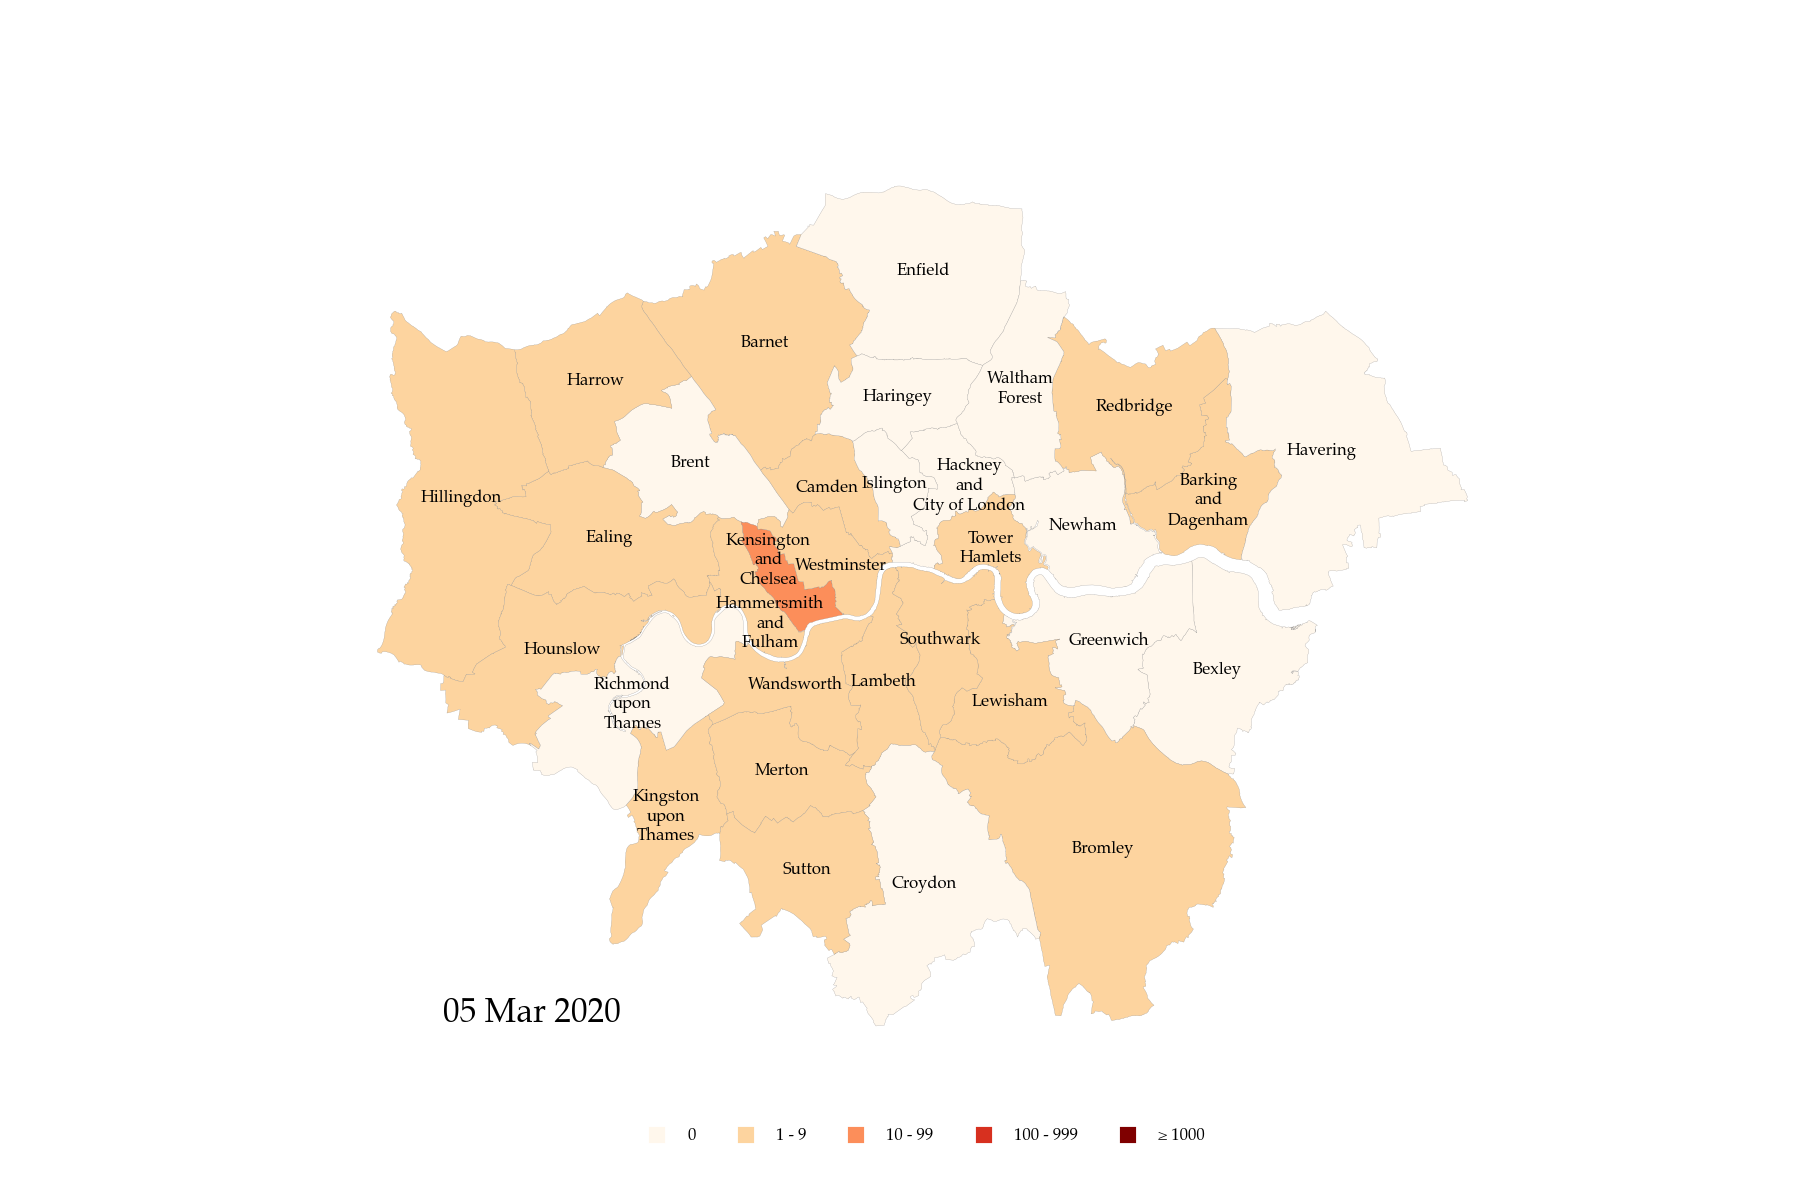 Enfield
Barnet
Harrow
Haringey
Waltham
Forest
Redbridge
Havering
Brent
Hillingdon
Camden
Islington
Hackney
and
City of London
Barking
and
Dagenham
Newham
Ealing
Kensington
and
Chelsea
Westminster
Tower
Hamlets
Hammersmith
and
Fulham
Hounslow
Southwark
Greenwich
Bexley
Richmond
upon
Thames
Wandsworth
Lambeth
Lewisham
Merton
Kingston
upon
Thames
Sutton
Croydon
Bromley
05 Mar 2020
0 1 - 9 10 - 99 100 - 999 ≥ 1000